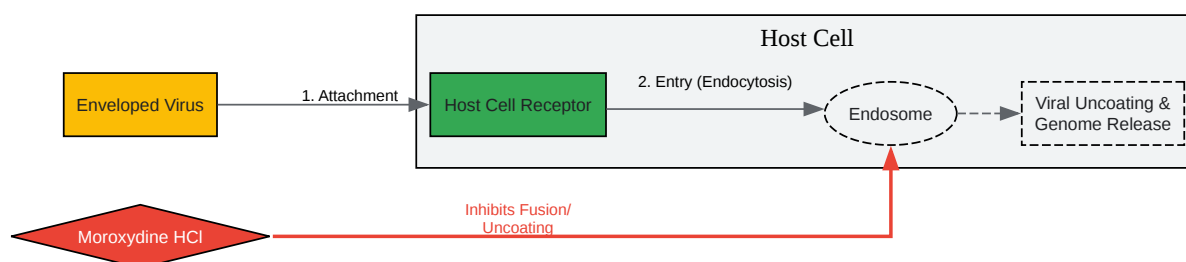 Host Cell
Enveloped Virus
1. Attachment
Host Cell Receptor
2. Entry (Endocytosis)
Endosome
Viral Uncoating &
Genome Release
Moroxydine HCl
Inhibits Fusion/
Uncoating